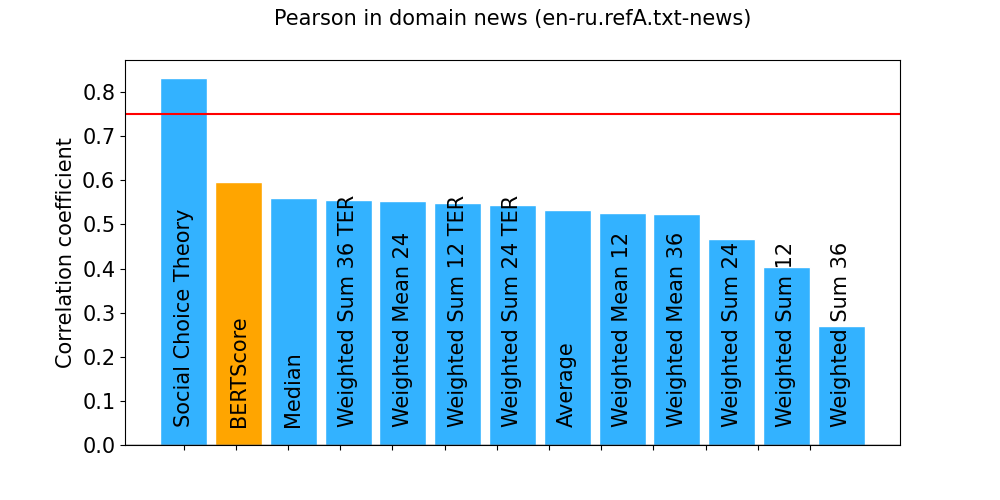 Pearson in domain news (en-ru.refA.txt-news)
Correlation coefficient
0.8
0.7
0.6
0.5
0.4
0.3
0.2
0.1
0.0
Social Choice Theory
BERTScore
Median
Weighted Sum 36 TER
Weighted Mean 24
Weighted Sum 12 TER
Weighted Sum 24 TER
Average
Weighted Mean 12
Weighted Mean 36
Weighted Sum 24
Weighted Sum 12
Weighted Sum 36